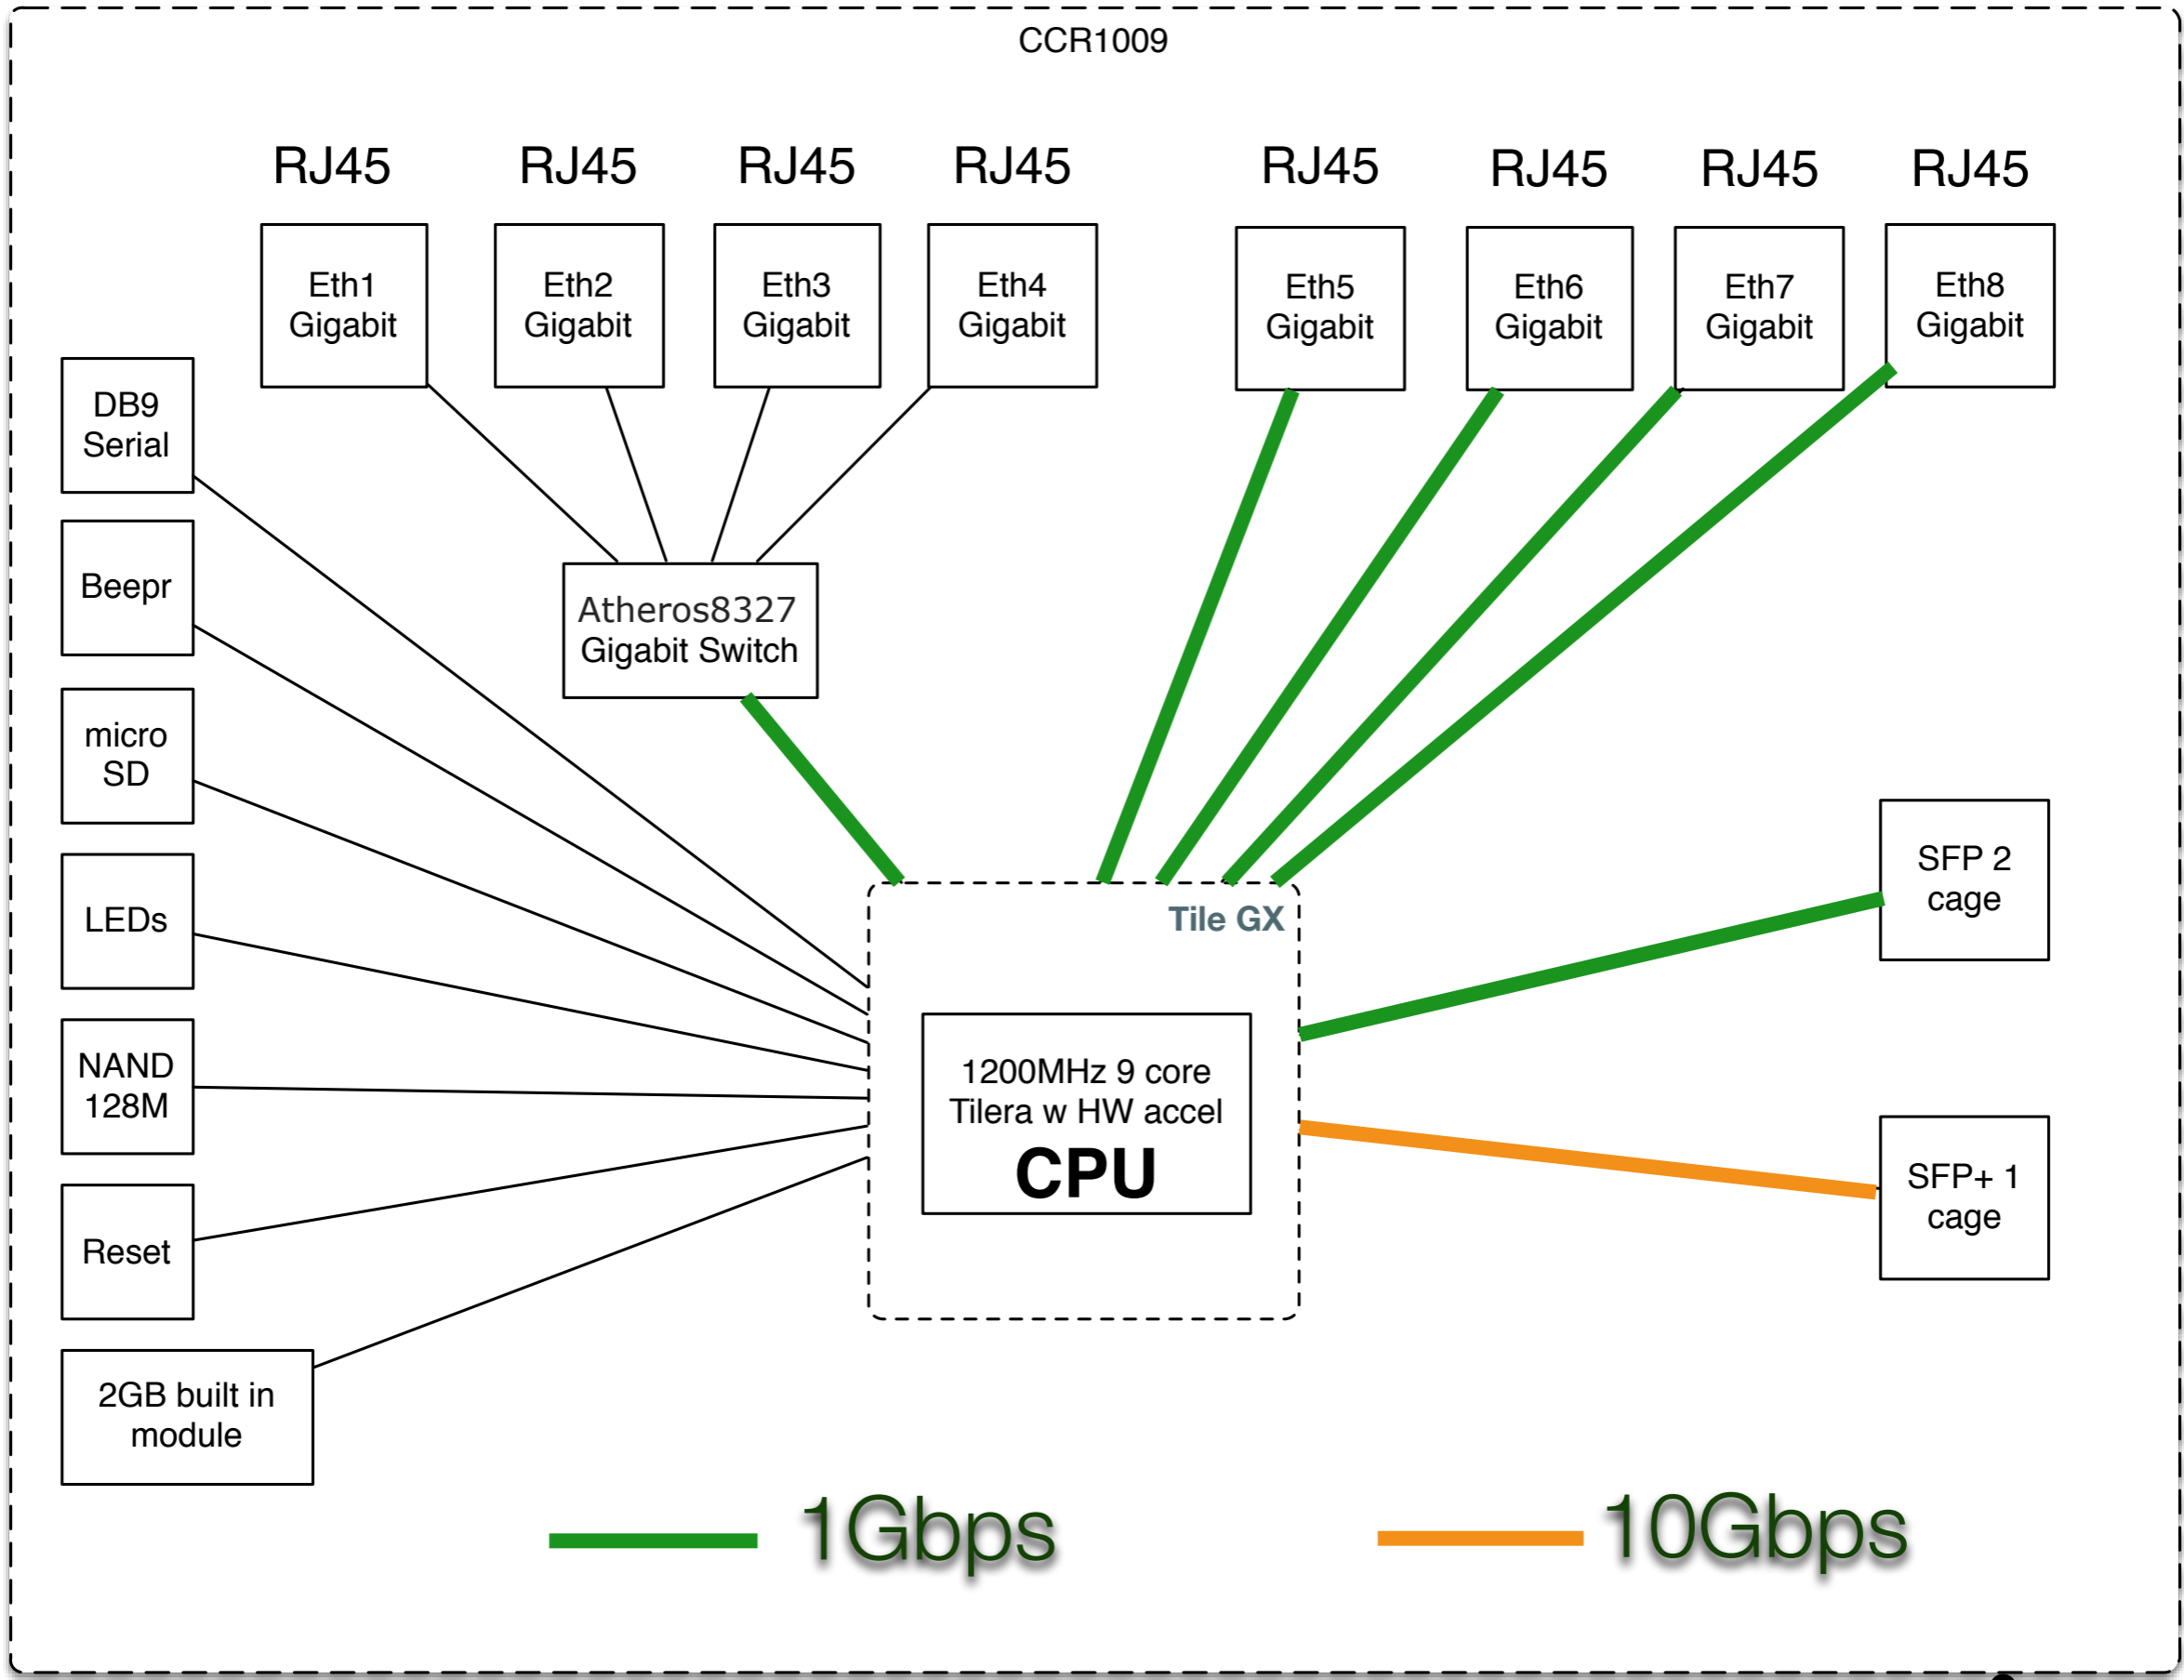 CCR1009
RJ45
RJ45
RJ45
RJ45
RJ45
RJ45
RJ45
RJ45
Eth1
Gigabit
Eth2
Gigabit
Eth3
Gigabit
Eth4
Gigabit
Eth5
Gigabit
Eth6
Gigabit
Eth7
Gigabit
Eth8
Gigabit
DB9
Serial
Beepr
micro
SD
LEDs
NAND
128M
Reset
2GB built in
module
Atheros8327
Gigabit Switch
Tile GX
1200MHz 9 core
Tilera w HW accel
CPU
SFP 2
cage
SFP+ 1
cage
1Gbps
10Gbps